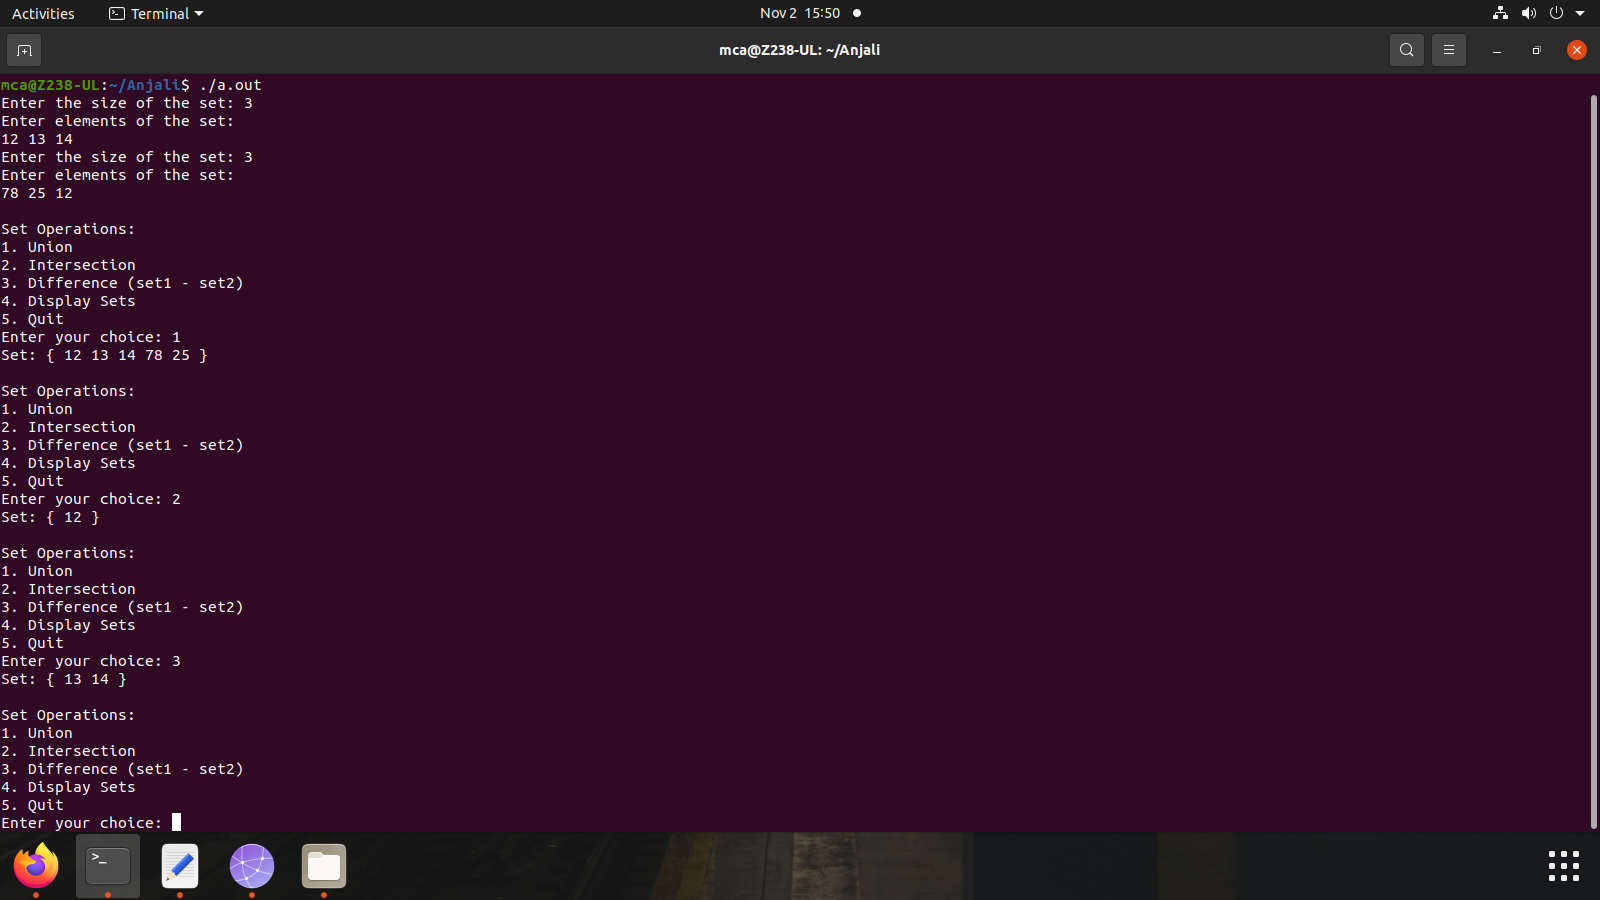 Activities Terminal Nov 2 15:50
mca@Z238-UL: ~/Anjali
mca@Z238-UL:~/Anjali$ ./a.out
Enter the size of the set: 3
Enter elements of the set:
12 13 14
Enter the size of the set: 3
Enter elements of the set:
78 25 12
Set Operations:
1. Union
2. Intersection
3. Difference (set1 - set2)
4. Display Sets
5. Quit
Enter your choice: 1
Set: { 12 13 14 78 25 }
Set Operations:
1. Union
2. Intersection
3. Difference (set1 - set2)
4. Display Sets
5. Quit
Enter your choice: 2
Set: { 12 }
Set Operations:
1. Union
2. Intersection
3. Difference (set1 - set2)
4. Display Sets
5. Quit
Enter your choice: 3
Set: { 13 14 }
Set Operations:
1. Union
2. Intersection
3. Difference (set1 - set2)
4. Display Sets
5. Quit
Enter your choice: